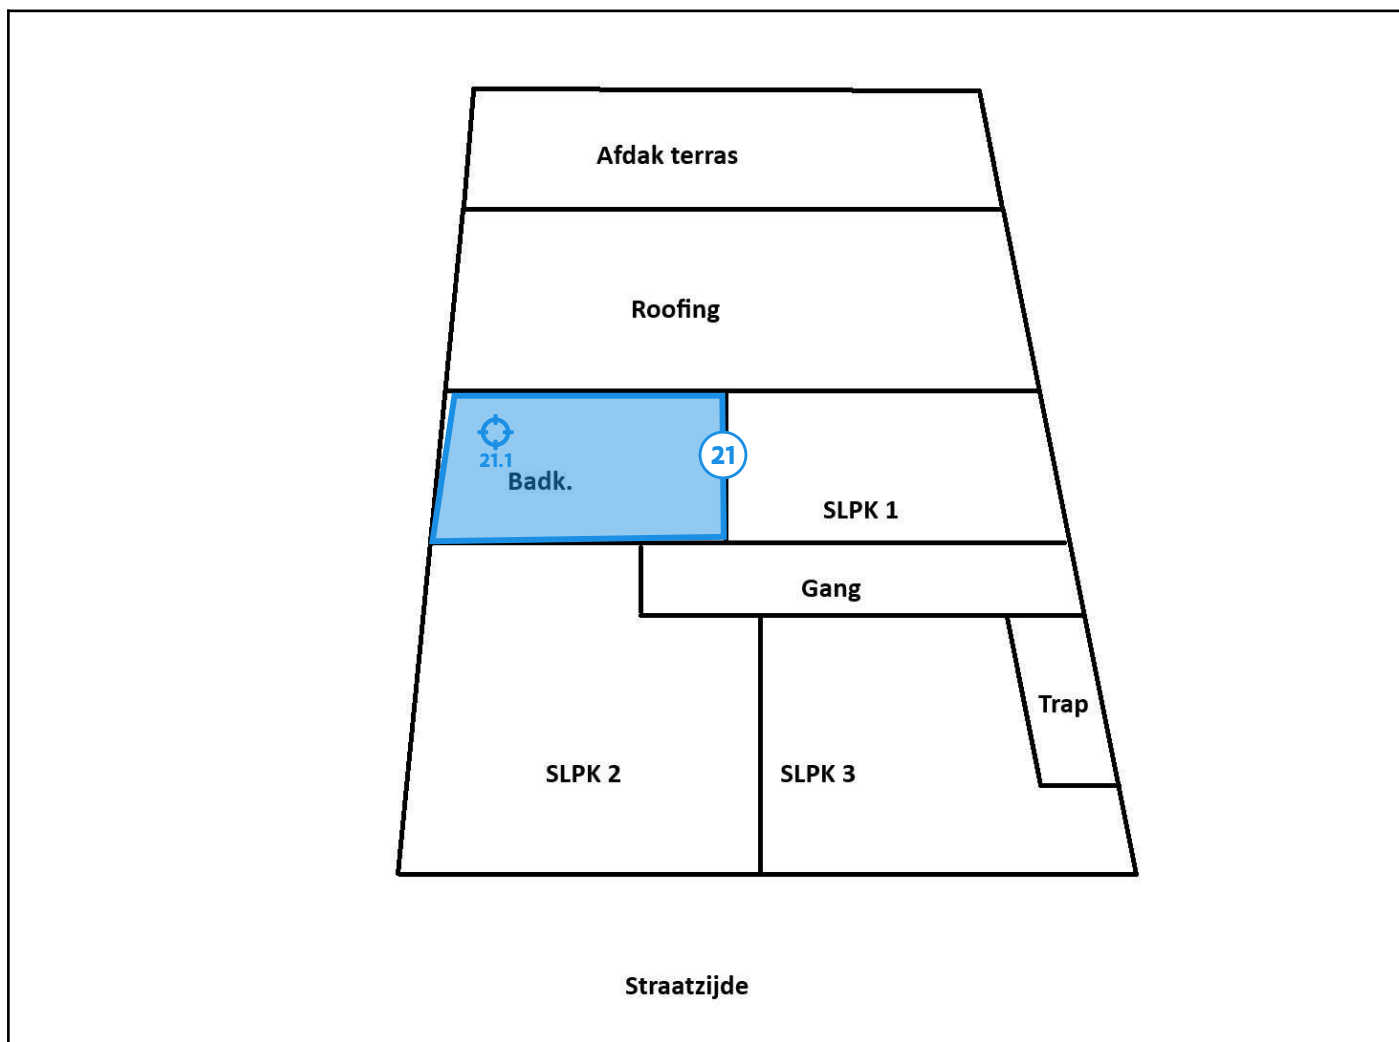 Afdak terras
Roofing
21.1
Badk.
21
SLPK 1
Gang
Trap
SLPK 2
SLPK 3
Straatzijde